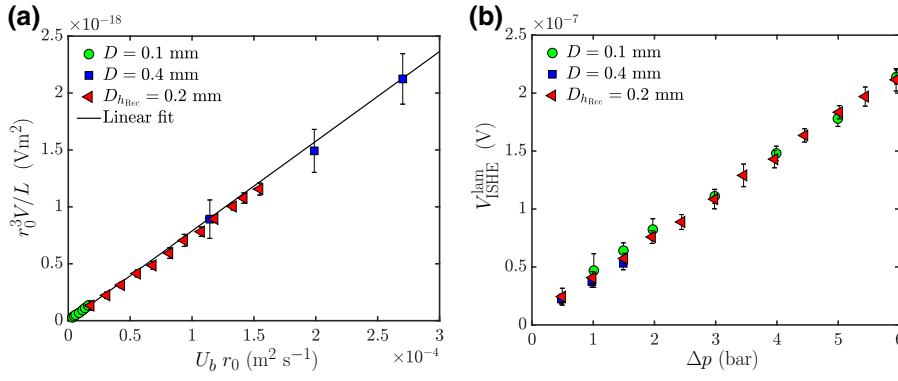 (a)
×10⁻¹⁸
2.5
2
1.5
1
0.5
0
r₀³V/L (Vm²)
D = 0.1 mm
D = 0.4 mm
D_{h_Rec} = 0.2 mm
Linear fit
0 0.5 1 1.5 2 2.5 3
×10⁻⁴
U_b r₀ (m² s⁻¹)
(b)
×10⁻⁷
2.5
2
1.5
1
0.5
0
V_ISHE^lam (V)
D = 0.1 mm
D = 0.4 mm
D_{h_Rec} = 0.2 mm
0 1 2 3 4 5 6
Δp (bar)